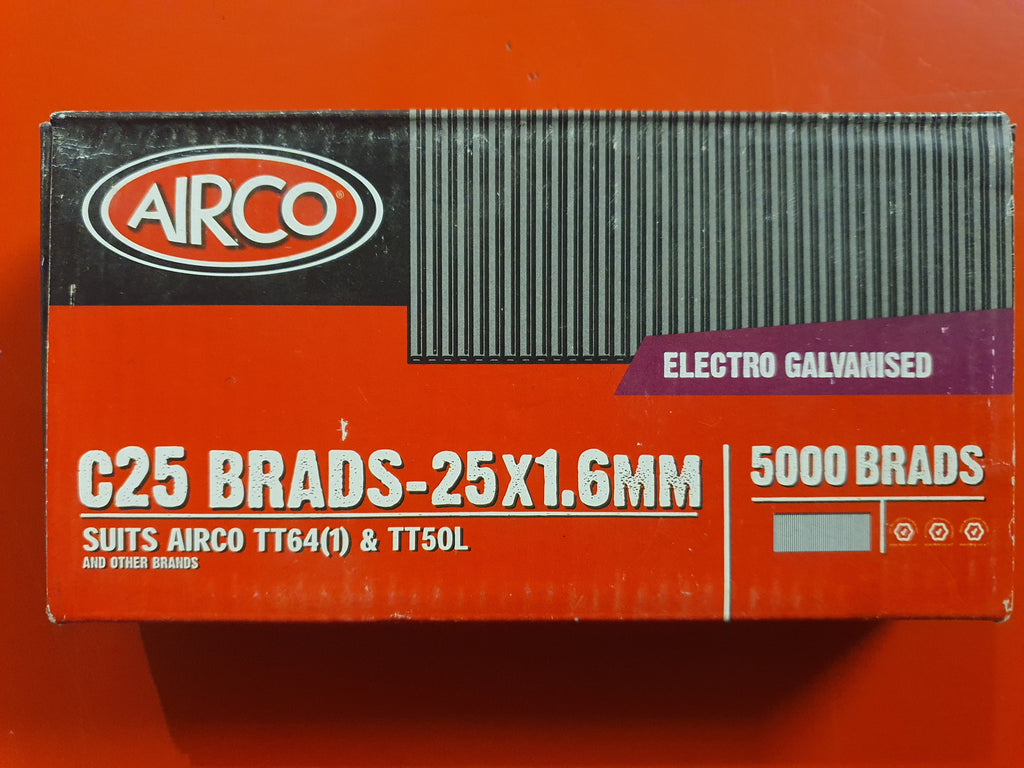 AIRCO®
ELECTRO GALVANISED
C25 BRADS-25X1.6MM
5000 BRADS
SUITS AIRCO TT64(1) & TT50L
AND OTHER BRANDS